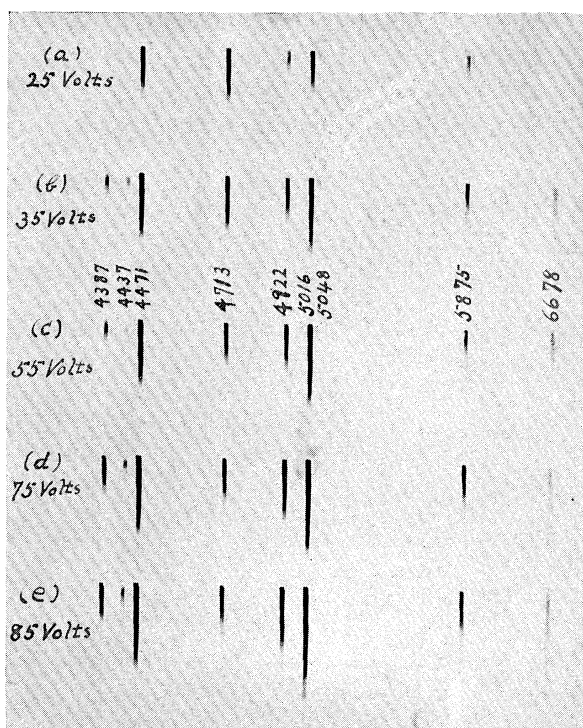 (a)
25 Volts
(b)
35 Volts
4387
4437
4471
4713
4922
5016
5048
5875
6678
(c)
55 Volts
(d)
75 Volts
(e)
85 Volts